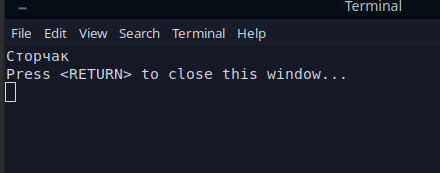 Terminal
File Edit View Search Terminal Help
Сторчак
Press <RETURN> to close this window...